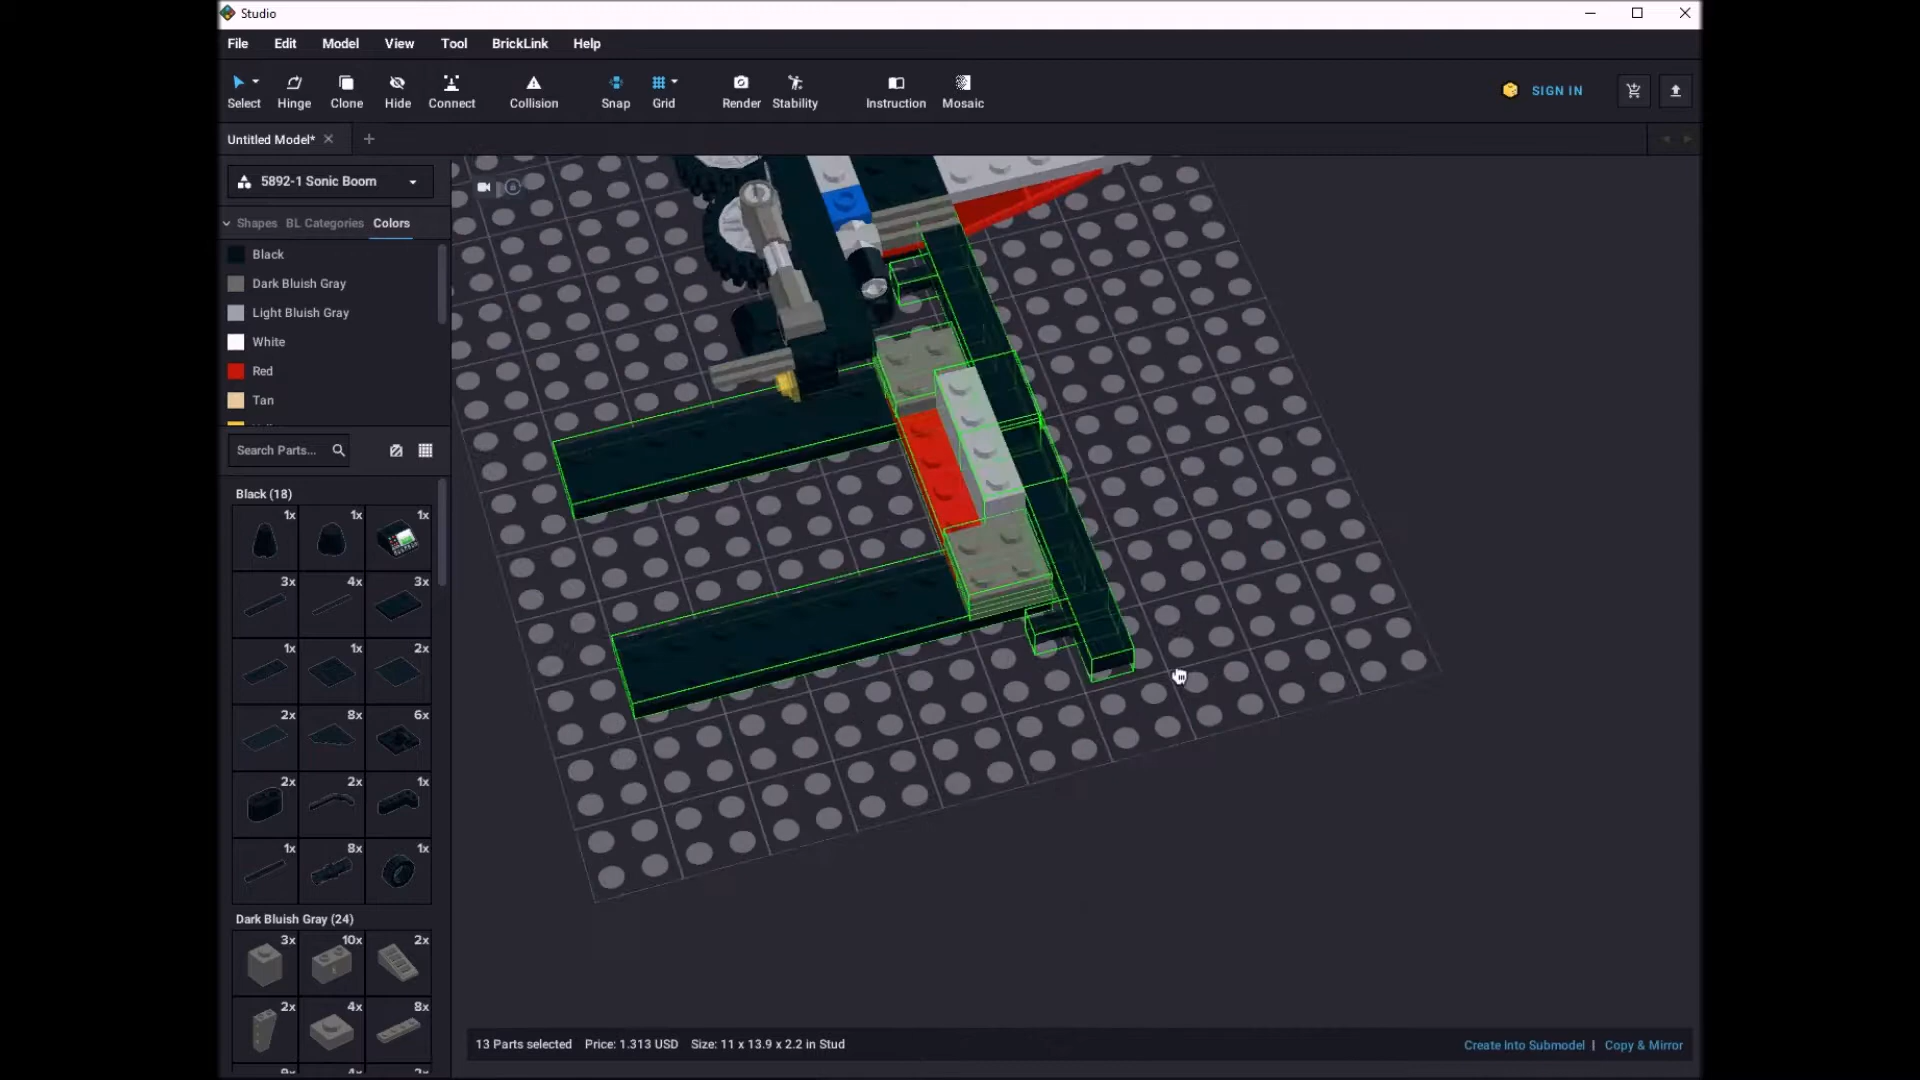 Studio
File Edit Model View Tool BrickLink Help
Select Hinge Clone Hide Connect Collision Snap Grid Render Stability Instruction Mosaic
SIGN IN
Untitled Model*
5892-1 Sonic Boom
Shapes BL Categories Colors
Black
Dark Bluish Gray
Light Bluish Gray
White
Red
Tan
Search Parts...
Black (18)
1x 1x 1x
3x 4x 3x
1x 1x 2x
2x 8x 6x
2x 2x 1x
1x 8x 1x
Dark Bluish Gray (24)
3x 10x 2x
2x 4x 8x
13 Parts selected Price: 1.313 USD Size: 11 x 13.9 x 2.2 in Stud
Create Into Submodel | Copy & Mirror